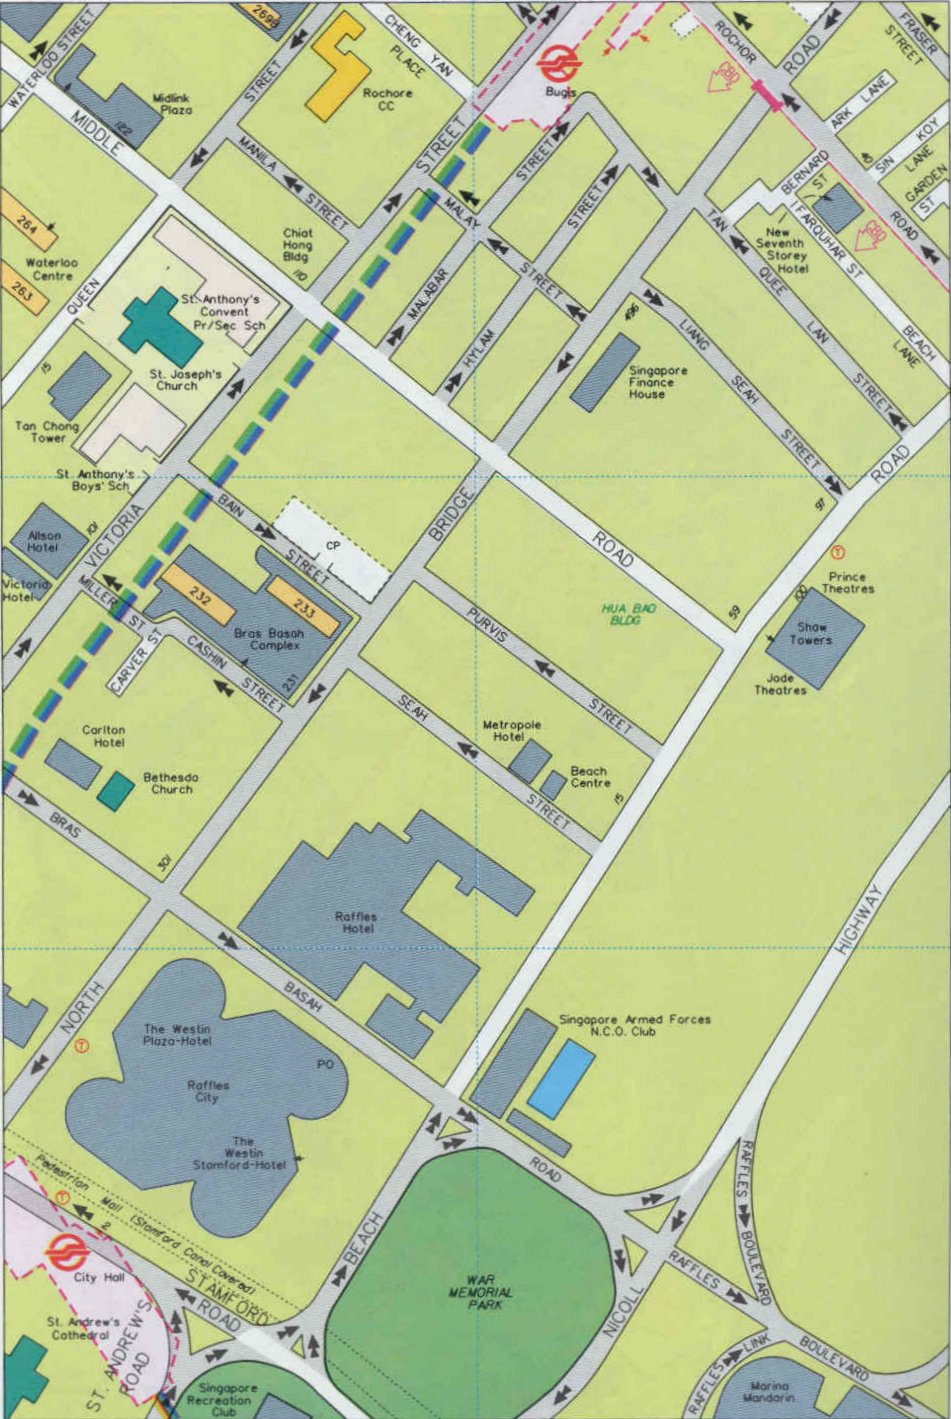 WATERLOO STREET
269B
STREET
CHENG YAN
PLACE
Bugis
ROCHOR
ROAD
ROAD
FRASER
STREET
CBD
Midlink
Plaza
122
MIDDLE
Rochore
CC
STREET
MALAY
STREET
MANILA
STREET
STREET
STREET
MALABAR
HYLAM
ARK LANE
SIN
KOY
LANE
GARDEN
ST
40
BERNARD
ST
FARQUHAR ST
CBD
ROAD
New
Seventh
Storey
Hotel
BEACH
LANE
TAN
QUEE
LAN
STREET
264
Waterloo
Centre
263
QUEEN
Chiat
Hong
Bldg
110
St. Anthony's
Convent
Pr/Sec Sch
St. Joseph's
Church
15
Tan Chong
Tower
St. Anthony's
Boys' Sch
496
LIANG
SEAH
STREET
Singapore
Finance
House
97
ROAD
Allson
Hotel
101
VICTORIA
Victoria
Hotel
BAIN
STREET
CP
BRIDGE
ROAD
MILLER
ST
CARVER ST
CASHIN
STREET
232
233
Bras Basah
Complex
231
PURVIS
STREET
HUA BAO
BLDG
59
100
Prince
Theatres
Shaw
Towers
Jade
Theatres
SEAH
STREET
Metropole
Hotel
Beach
Centre
15
Carlton
Hotel
Bethesda
Church
BRAS
301
Raffles
Hotel
HIGHWAY
BASAH
NORTH
The Westin
Plaza-Hotel
PO
Raffles
City
The
Westin
Stamford-Hotel
Singapore Armed Forces
N.C.O. Club
ROAD
Pedestrian Mall (Stamford Canal Covered)
2
City Hall
STAMFORD
ROAD
BEACH
WAR
MEMORIAL
PARK
NICOLL
RAFFLES BOULEVARD
RAFFLES
BOULEVARD
RAFFLES LINK
St. Andrew's
Cathedral
ST. ANDREW'S
ROAD
Singapore
Recreation
Club
Marina
Mandarin